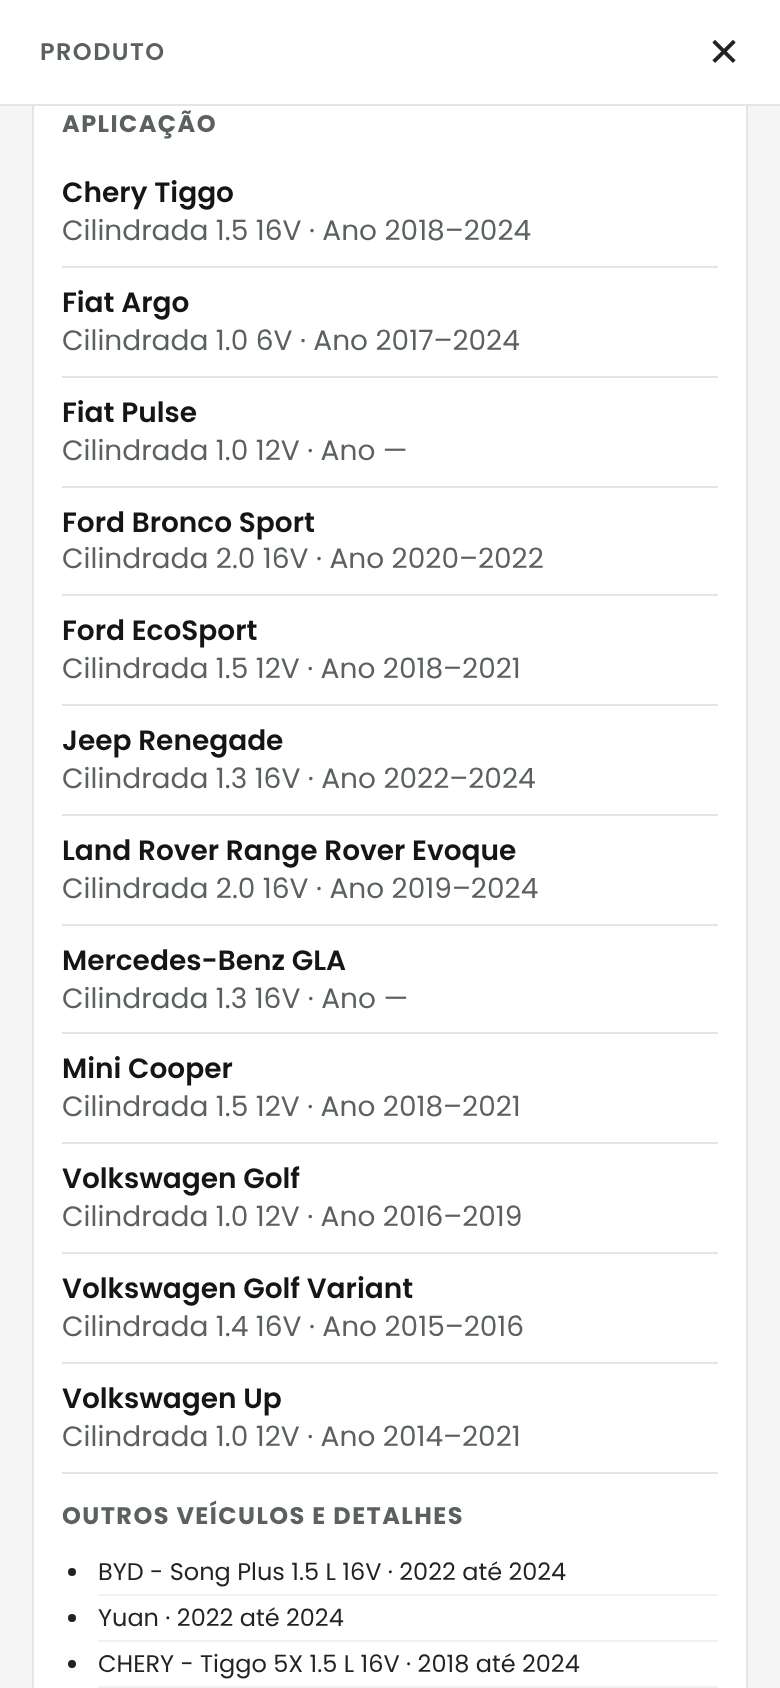 PRODUTO
APLICAÇÃO
Chery Tiggo
Cilindrada 1.5 16V · Ano 2018–2024
Fiat Argo
Cilindrada 1.0 6V · Ano 2017–2024
Fiat Pulse
Cilindrada 1.0 12V · Ano —
Ford Bronco Sport
Cilindrada 2.0 16V · Ano 2020–2022
Ford EcoSport
Cilindrada 1.5 12V · Ano 2018–2021
Jeep Renegade
Cilindrada 1.3 16V · Ano 2022–2024
Land Rover Range Rover Evoque
Cilindrada 2.0 16V · Ano 2019–2024
Mercedes-Benz GLA
Cilindrada 1.3 16V · Ano —
Mini Cooper
Cilindrada 1.5 12V · Ano 2018–2021
Volkswagen Golf
Cilindrada 1.0 12V · Ano 2016–2019
Volkswagen Golf Variant
Cilindrada 1.4 16V · Ano 2015–2016
Volkswagen Up
Cilindrada 1.0 12V · Ano 2014–2021
OUTROS VEÍCULOS E DETALHES
• BYD - Song Plus 1.5 L 16V · 2022 até 2024
• Yuan · 2022 até 2024
• CHERY - Tiggo 5X 1.5 L 16V · 2018 até 2024